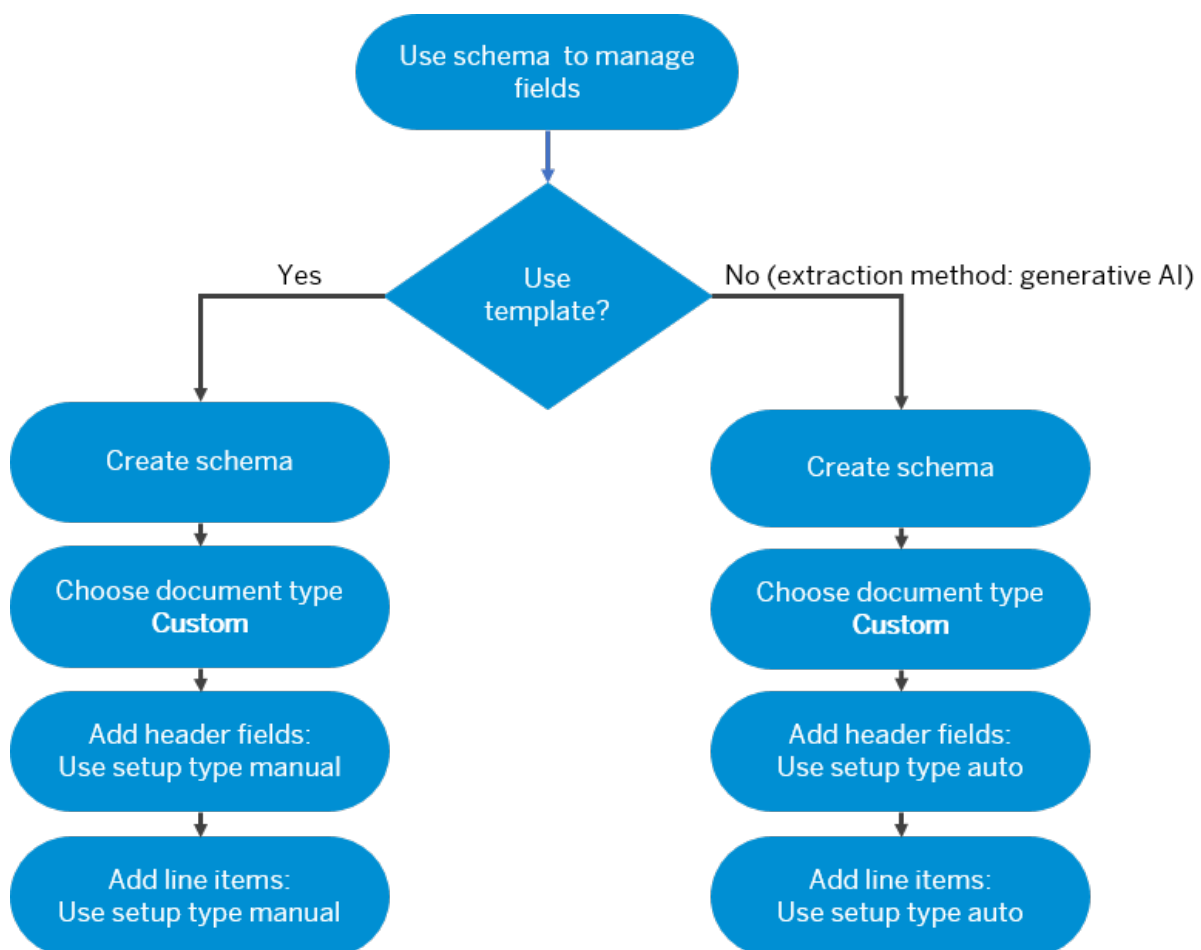 Use schema to manage
fields
Use
template?
Yes
No (extraction method: generative AI)
Create schema
Choose document type
Custom
Add header fields:
Use setup type manual
Add line items:
Use setup type manual
Create schema
Choose document type
Custom
Add header fields:
Use setup type auto
Add line items:
Use setup type auto